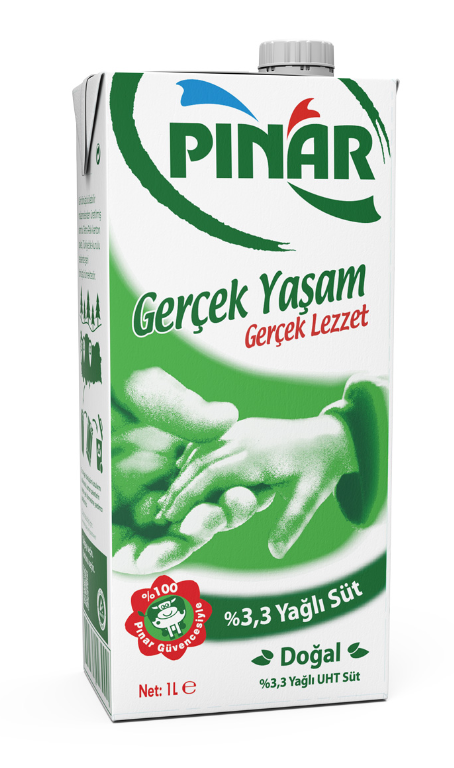 PINAR
Gerçek Yaşam
Gerçek Lezzet
%100
Pınar Güvencesiyle
%3,3 Yağlı Süt
Doğal
%3,3 Yağlı UHT Süt
Net: 1L ℮